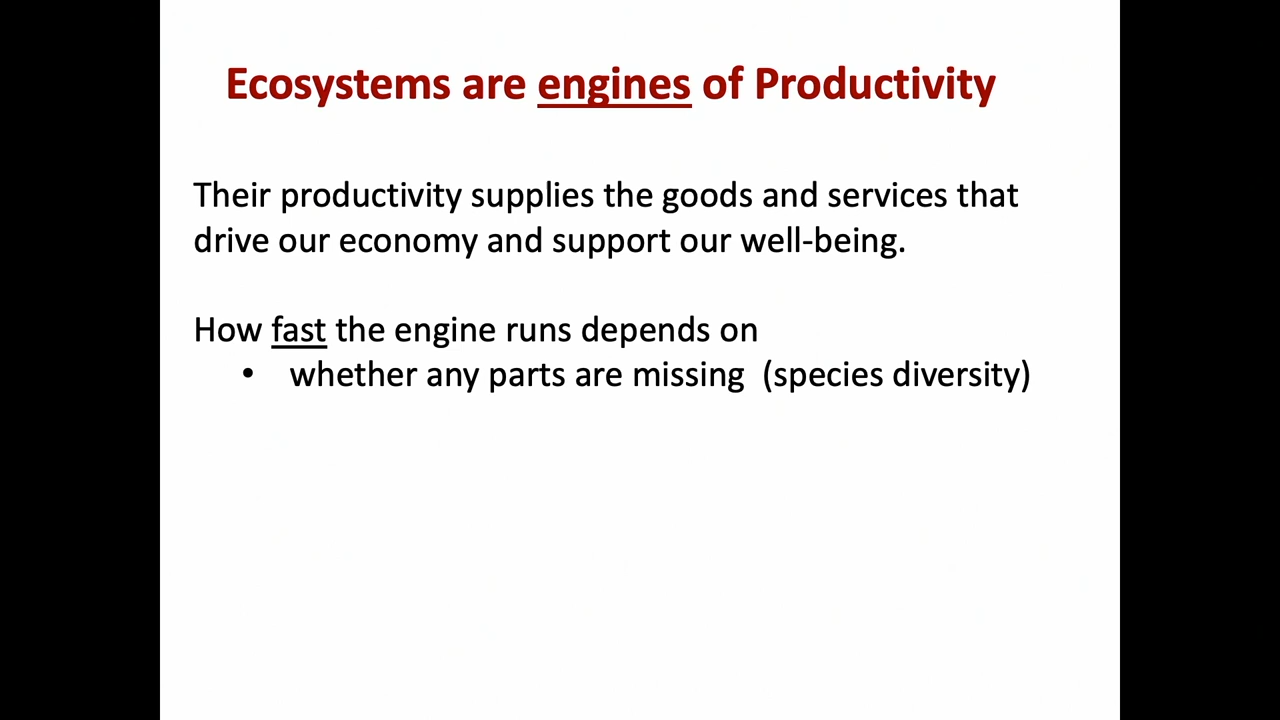 Ecosystems are engines of Productivity
Their productivity supplies the goods and services that
drive our economy and support our well-being.
How fast the engine runs depends on
• whether any parts are missing (species diversity)